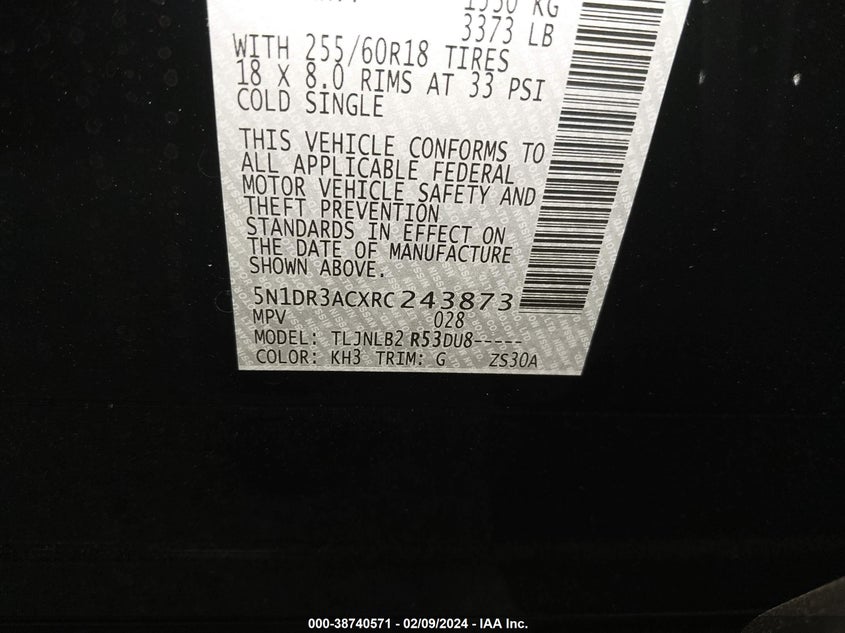 1550 KG
3373 LB
WITH 255/60R18 TIRES
18 X 8.0 RIMS AT 33 PSI
COLD SINGLE
THIS VEHICLE CONFORMS TO
ALL APPLICABLE FEDERAL
MOTOR VEHICLE SAFETY AND
THEFT PREVENTION
STANDARDS IN EFFECT ON
THE DATE OF MANUFACTURE
SHOWN ABOVE.
5N1DR3ACXRC243873
MPV 028
MODEL: TLJNLB2 R53DU8-----
COLOR: KH3 TRIM: G ZS30A
000-38740571 - 02/09/2024 - IAA Inc.